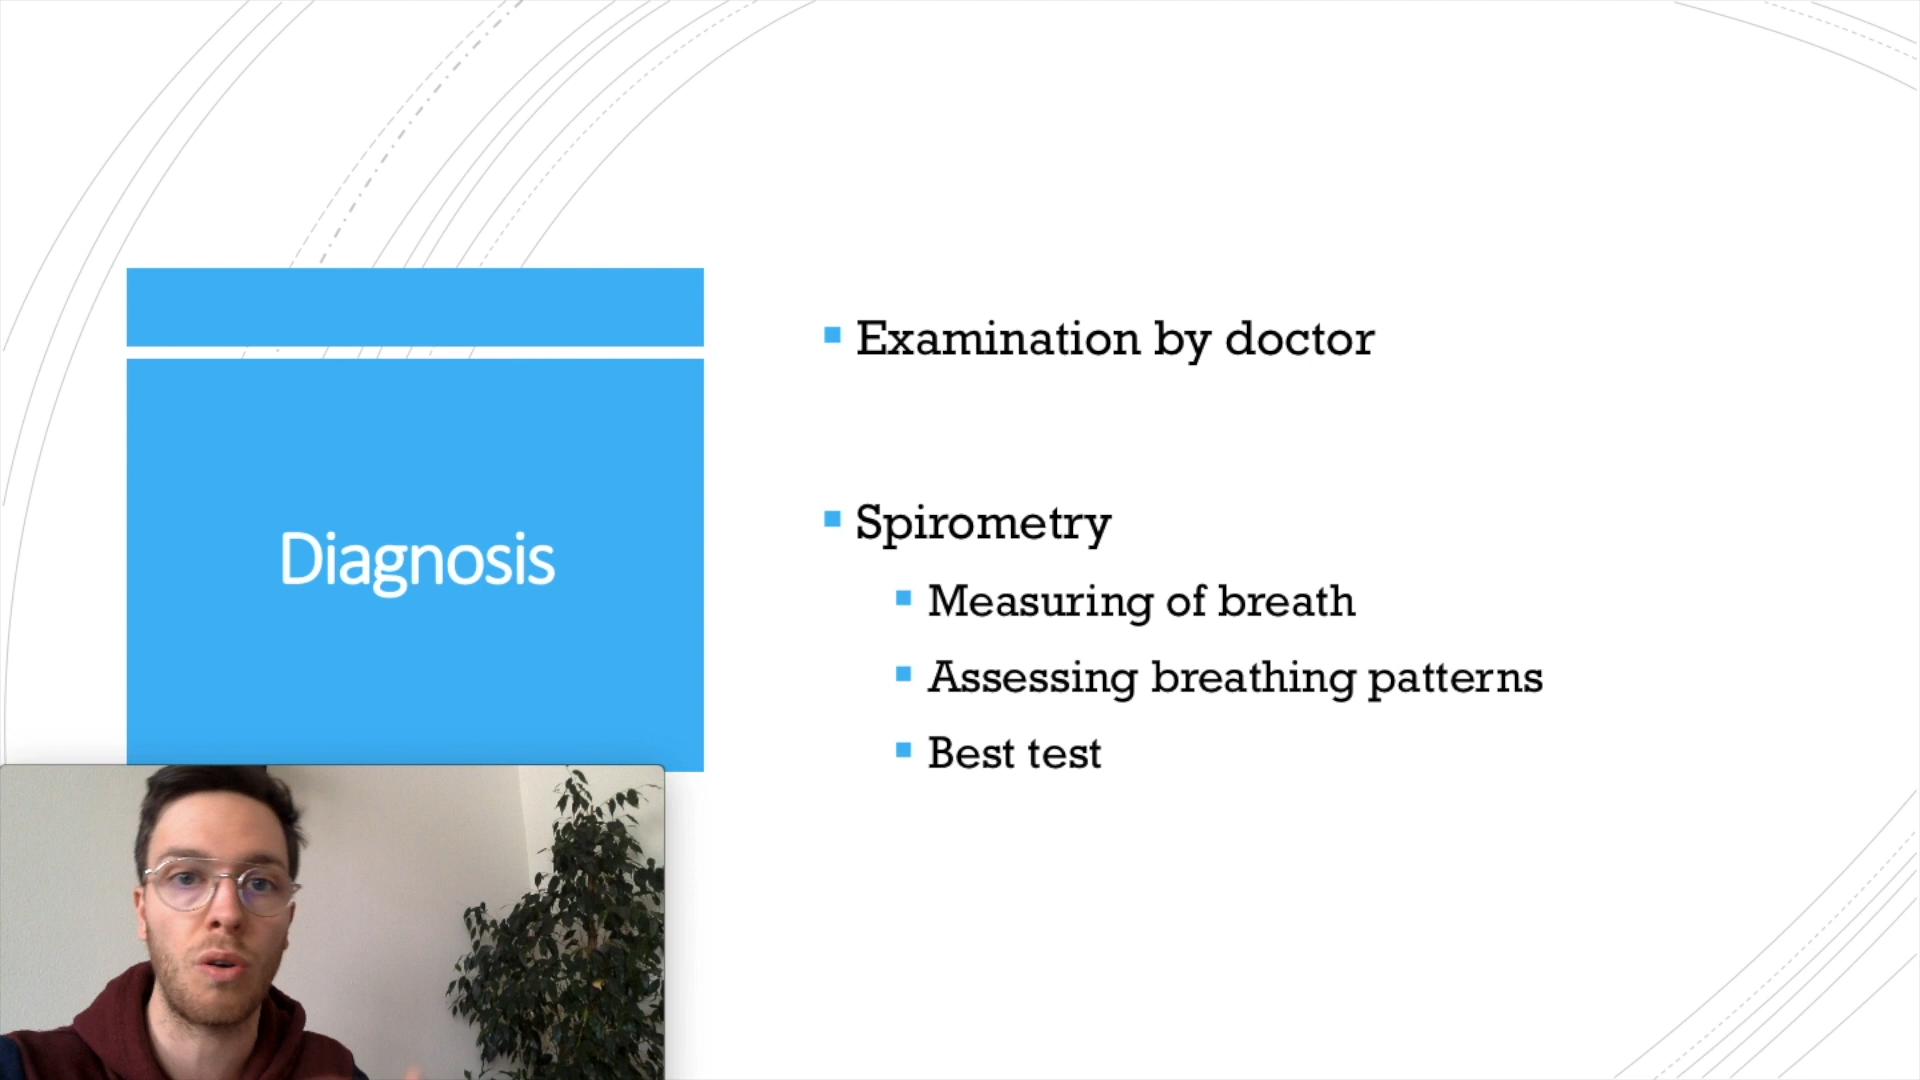 Diagnosis
Examination by doctor
Spirometry
Measuring of breath
Assessing breathing patterns
Best test